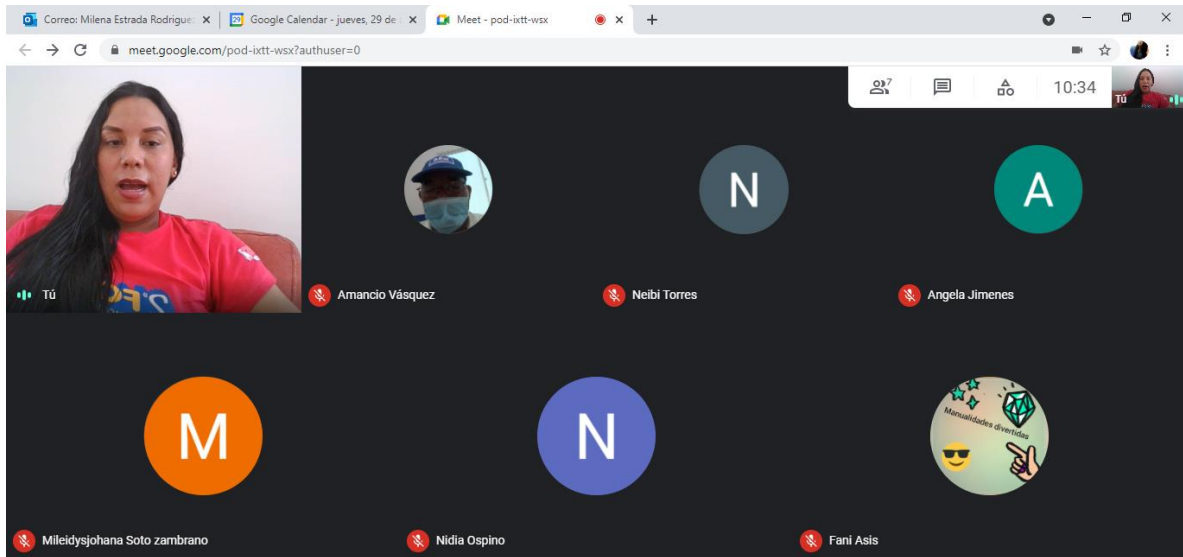 Correo: Milena Estrada Rodrigue
Google Calendar - jueves, 29 de
Meet - pod-ixtt-wsx
meet.google.com/pod-ixtt-wsx?authuser=0
7
10:34
Tú
Tú
Amancio Vásquez
N
Neibi Torres
A
Angela Jimenes
M
Mileidysjohana Soto zambrano
N
Nidia Ospino
Manualidades divertidas
Fani Asis